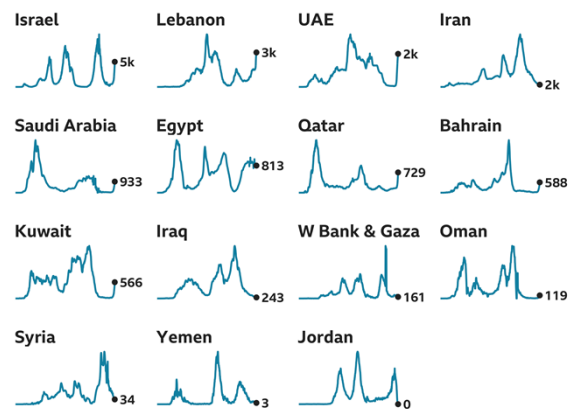 Israel Lebanon UAE Iran
5k 3k 2k 2k
Saudi Arabia Egypt Qatar Bahrain
933 813 729 588
Kuwait Iraq W Bank & Gaza Oman
566 243 161 119
Syria Yemen Jordan
34 3 0